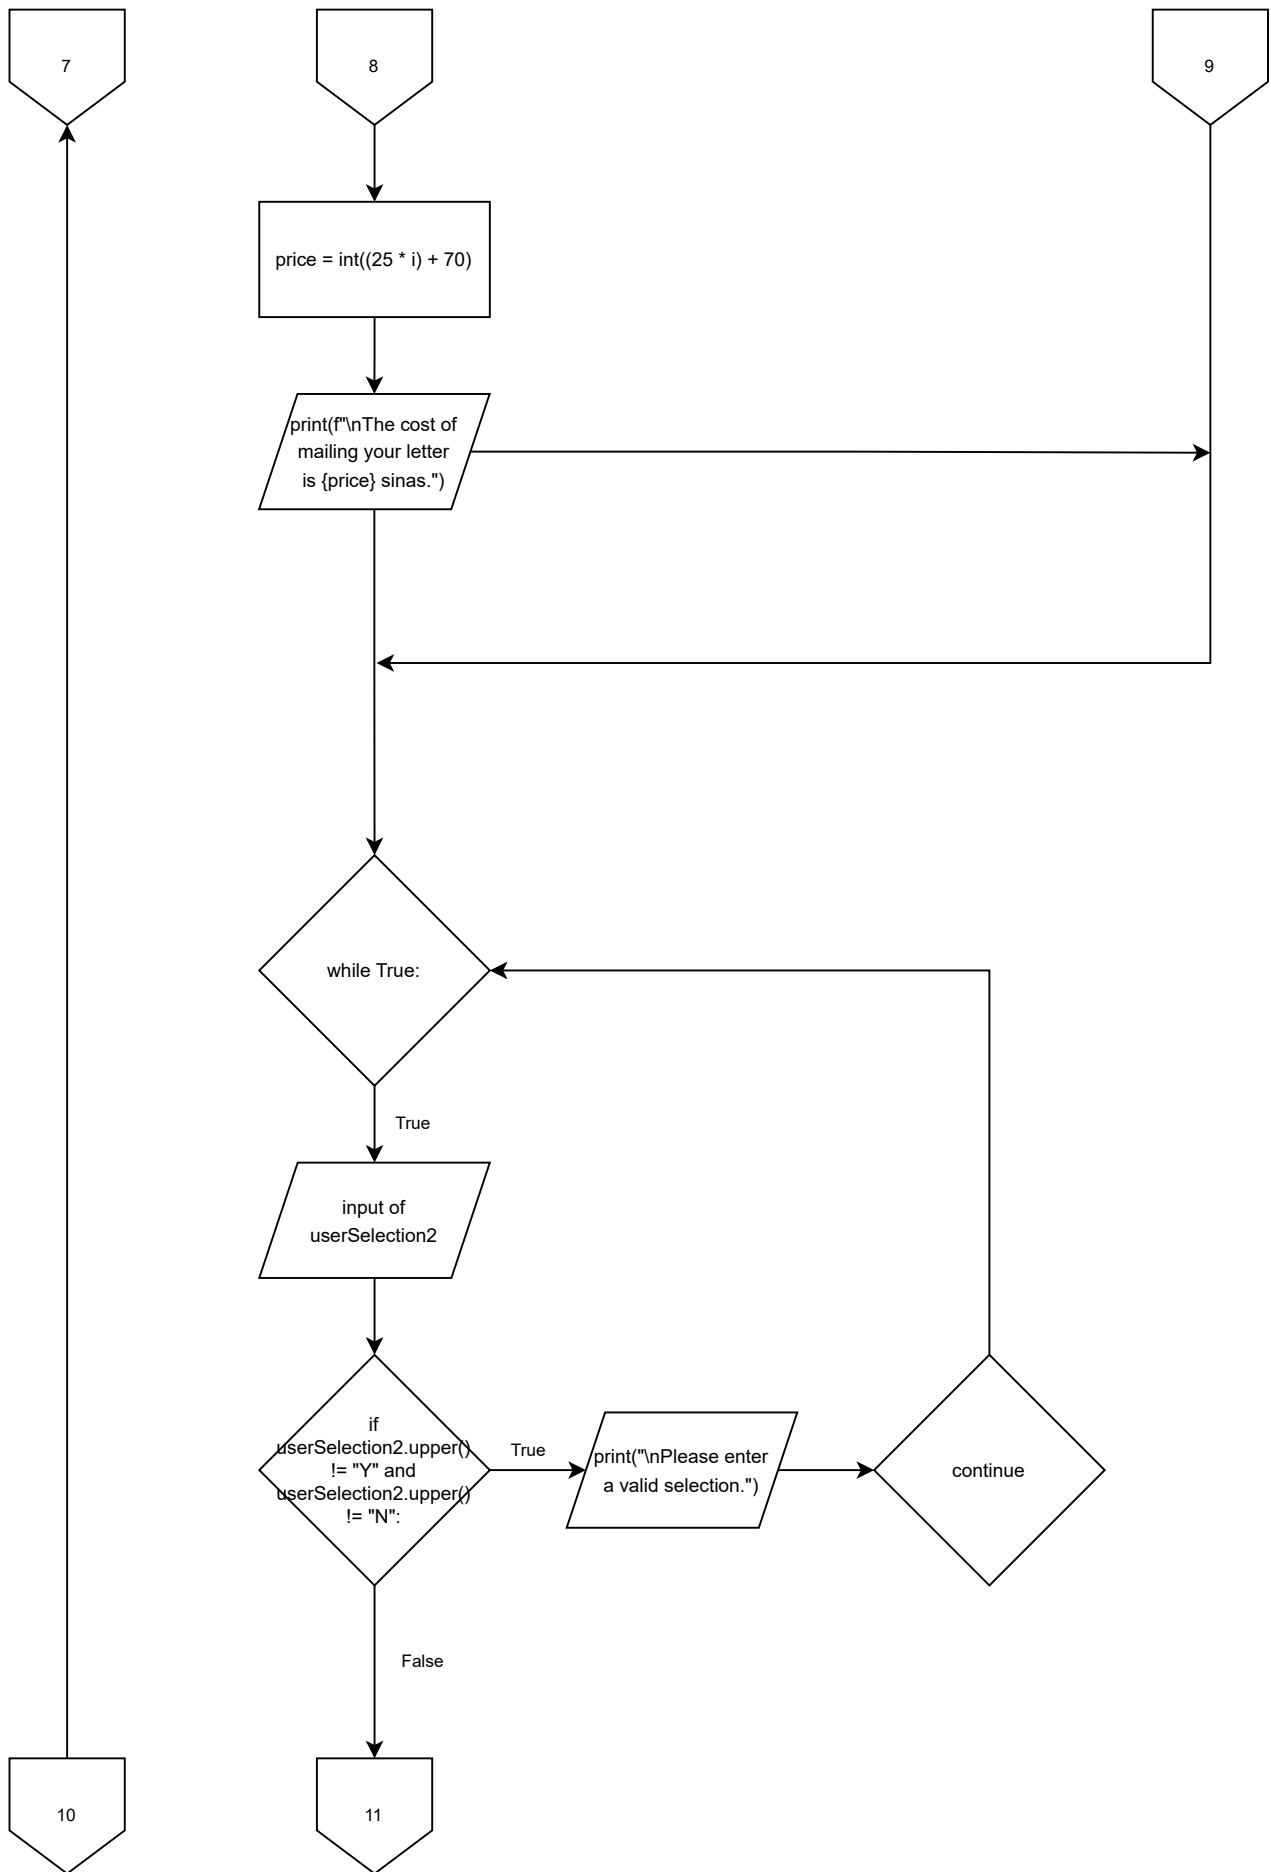 7
8
9
price = int((25 * i) + 70)
print(f"\nThe cost of
mailing your letter
is {price} sinas.")
while True:
True
input of
userSelection2
if
userSelection2.upper()
!= "Y" and
userSelection2.upper()
!= "N":
True
print("\nPlease enter
a valid selection.")
continue
False
10
11